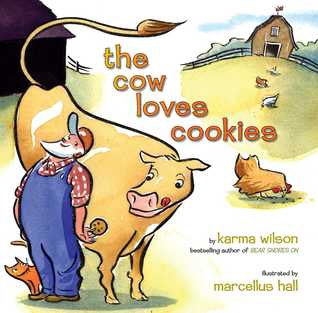 the
cow
loves
cookies
by karma wilson
bestselling author of BEAR SNORES ON
illustrated by
marcellus hall